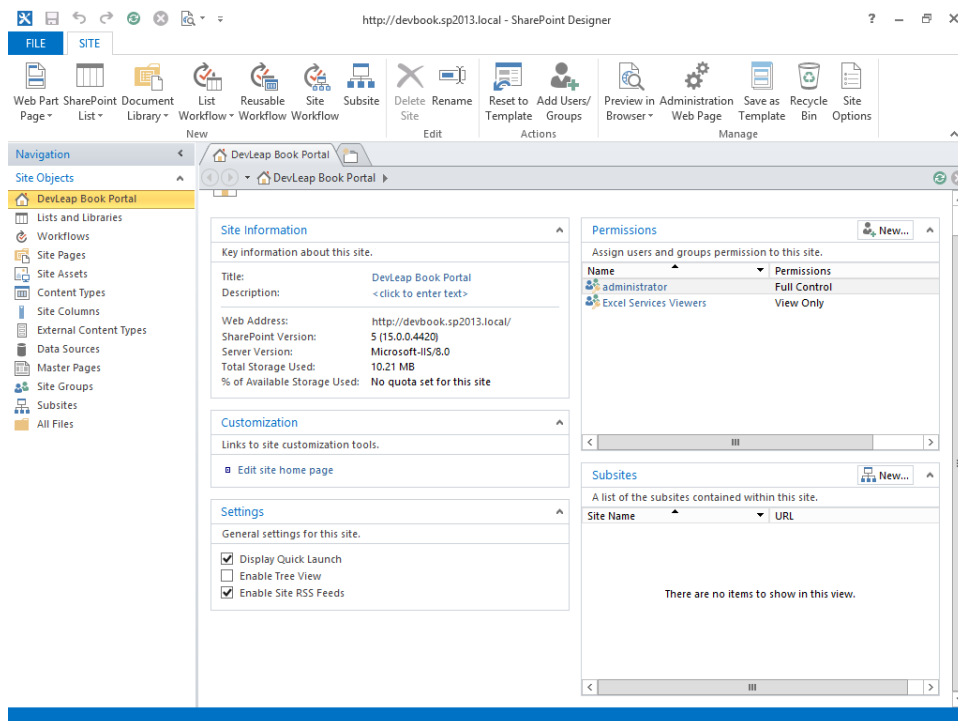 http://devbook.sp2013.local - SharePoint Designer
FILE SITE
Web Part Page SharePoint List Document Library List Workflow Reusable Workflow Site Workflow Subsite Delete Site Rename Reset to Template Add Users/ Groups Preview in Browser Administration Web Page Save as Template Recycle Bin Site Options
New Edit Actions Manage
Navigation
Site Objects
DevLeap Book Portal
Lists and Libraries
Workflows
Site Pages
Site Assets
Content Types
Site Columns
External Content Types
Data Sources
Master Pages
Site Groups
Subsites
All Files
DevLeap Book Portal
DevLeap Book Portal
Site Information
Key information about this site.
Title: DevLeap Book Portal
Description: <click to enter text>
Web Address: http://devbook.sp2013.local/
SharePoint Version: 5 (15.0.0.4420)
Server Version: Microsoft-IIS/8.0
Total Storage Used: 10.21 MB
% of Available Storage Used: No quota set for this site
Customization
Links to site customization tools.
Edit site home page
Settings
General settings for this site.
Display Quick Launch
Enable Tree View
Enable Site RSS Feeds
Permissions New...
Assign users and groups permission to this site.
Name Permissions
administrator Full Control
Excel Services Viewers View Only
Subsites New...
A list of the subsites contained within this site.
Site Name URL
There are no items to show in this view.